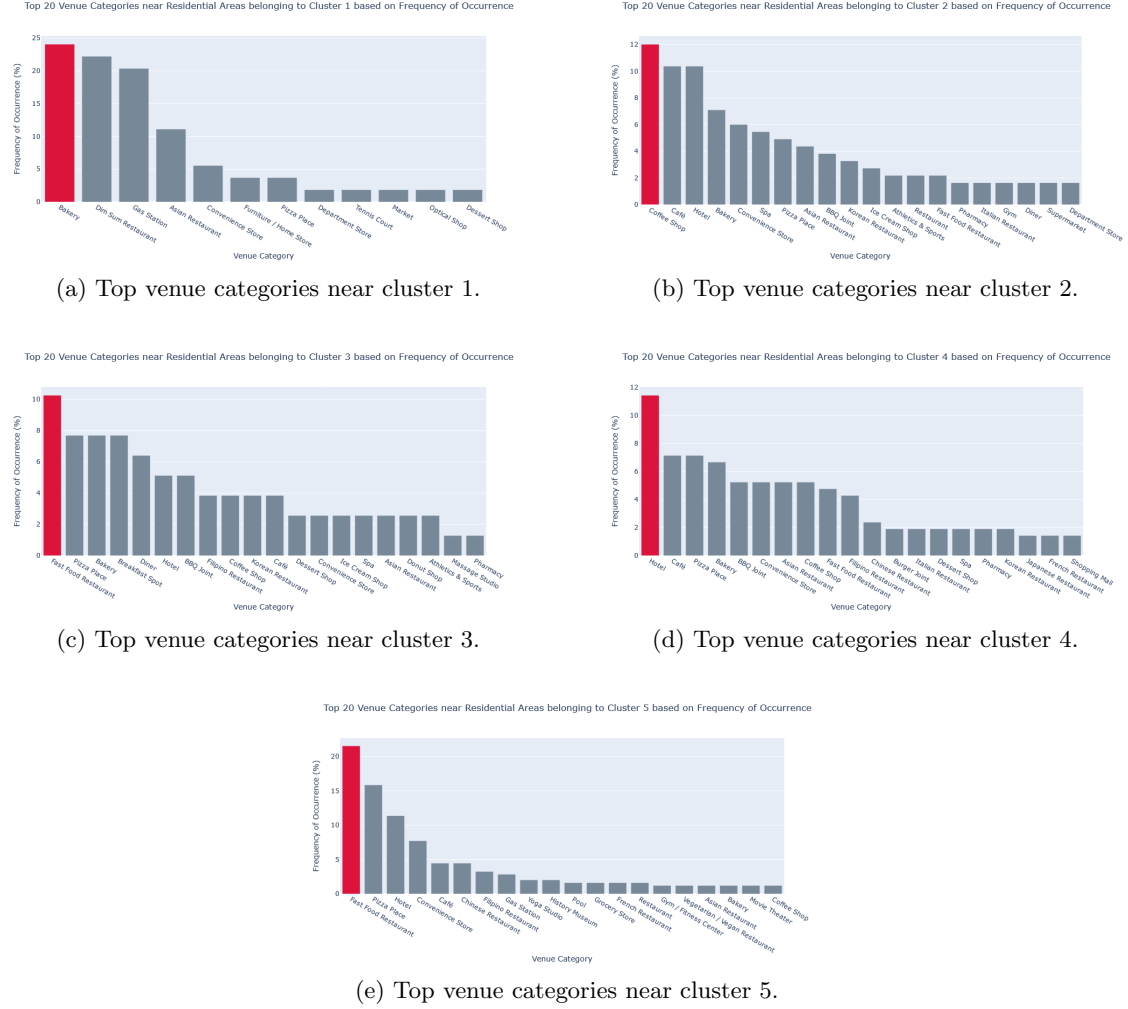 Top 20 Venue Categories near Residential Areas belonging to Cluster 1 based on Frequency of Occurrence
Frequency of Occurrence (%)
25
20
15
10
5
0
Bakery
Dim Sum Restaurant
Gas Station
Asian Restaurant
Convenience Store
Furniture / Home Store
Pizza Place
Department Store
Tennis Court
Market
Optical Shop
Dessert Shop
Venue Category
(a) Top venue categories near cluster 1.
Top 20 Venue Categories near Residential Areas belonging to Cluster 2 based on Frequency of Occurrence
Frequency of Occurrence (%)
12
10
8
6
4
2
0
Coffee Shop
Café
Hotel
Bakery
Convenience Store
Spa
Pizza Place
Asian Restaurant
BBQ Joint
Korean Restaurant
Ice Cream Shop
Athletics & Sports
Restaurant
Fast Food Restaurant
Pharmacy
Italian Restaurant
Gym
Diner
Supermarket
Department Store
Venue Category
(b) Top venue categories near cluster 2.
Top 20 Venue Categories near Residential Areas belonging to Cluster 3 based on Frequency of Occurrence
Frequency of Occurrence (%)
10
8
6
4
2
0
Fast Food Restaurant
Pizza Place
Bakery
Breakfast Spot
Diner
Hotel
BBQ Joint
Filipino Restaurant
Coffee Shop
Korean Restaurant
Café
Dessert Shop
Convenience Store
Ice Cream Shop
Spa
Asian Restaurant
Donut Shop
Athletics & Sports
Massage Studio
Pharmacy
Venue Category
(c) Top venue categories near cluster 3.
Top 20 Venue Categories near Residential Areas belonging to Cluster 4 based on Frequency of Occurrence
Frequency of Occurrence (%)
12
10
8
6
4
2
0
Hotel
Café
Pizza Place
Bakery
BBQ Joint
Convenience Store
Asian Restaurant
Coffee Shop
Fast Food Restaurant
Filipino Restaurant
Chinese Restaurant
Burger Joint
Italian Restaurant
Dessert Shop
Spa
Pharmacy
Korean Restaurant
Japanese Restaurant
French Restaurant
Shopping Mall
Venue Category
(d) Top venue categories near cluster 4.
Top 20 Venue Categories near Residential Areas belonging to Cluster 5 based on Frequency of Occurrence
Frequency of Occurrence (%)
20
15
10
5
0
Fast Food Restaurant
Pizza Place
Hotel
Convenience Store
Café
Chinese Restaurant
Filipino Restaurant
Gas Station
Yoga Studio
History Museum
Pool
Grocery Store
French Restaurant
Restaurant
Gym / Fitness Center
Vegetarian / Vegan Restaurant
Asian Restaurant
Bakery
Movie Theater
Coffee Shop
Venue Category
(e) Top venue categories near cluster 5.